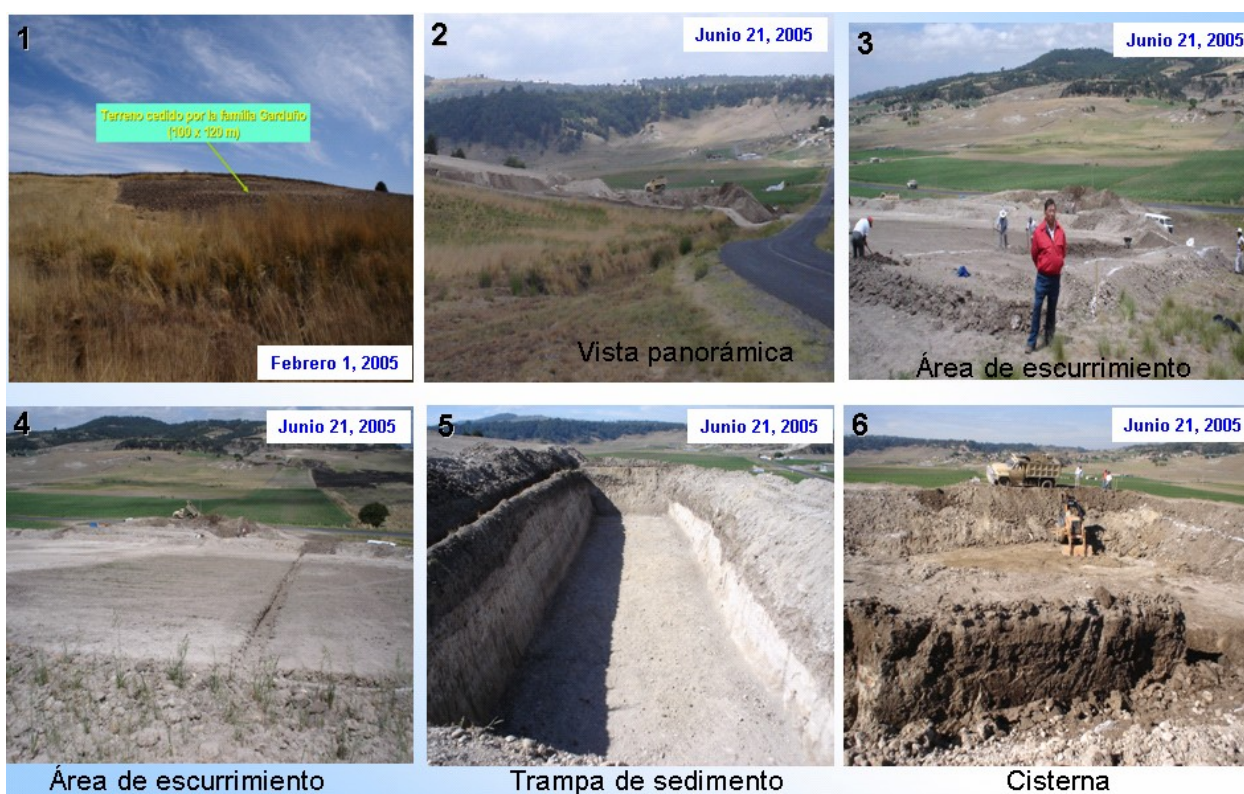 1
Terreno cedido por la familia Garduño
(100 x 120 m)
Febrero 1, 2005
2
Junio 21, 2005
Vista panorámica
3
Junio 21, 2005
Área de escurrimiento
4
Junio 21, 2005
Área de escurrimiento
5
Junio 21, 2005
Trampa de sedimento
6
Junio 21, 2005
Cisterna